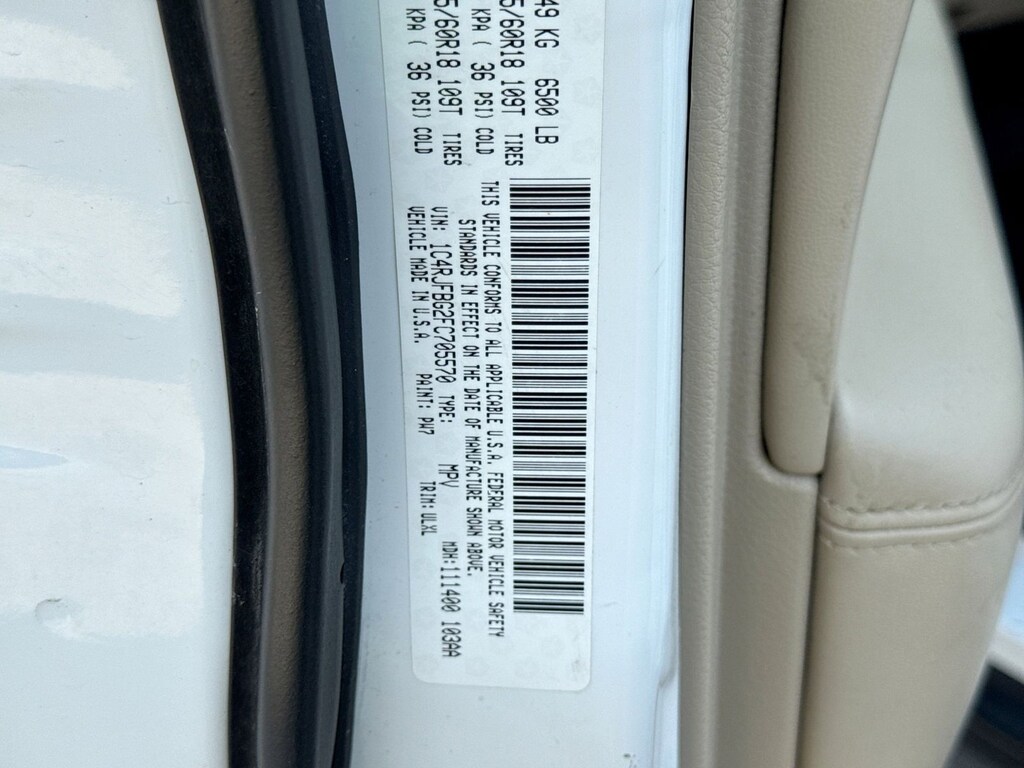 49 KG 6500 LB
5/60R18 109T TIRES
KPA ( 36 PSI) COLD
5/60R18 109T TIRES
KPA ( 36 PSI) COLD
THIS VEHICLE CONFORMS TO ALL APPLICABLE U.S.A. FEDERAL MOTOR VEHICLE SAFETY
STANDARDS IN EFFECT ON THE DATE OF MANUFACTURE SHOWN ABOVE.
VIN: 1C4RJFBG2FC705570 TYPE: MPV MDH:111400 103AA
VEHICLE MADE IN U.S.A. PAINT: PW7 TRIM: ULXL